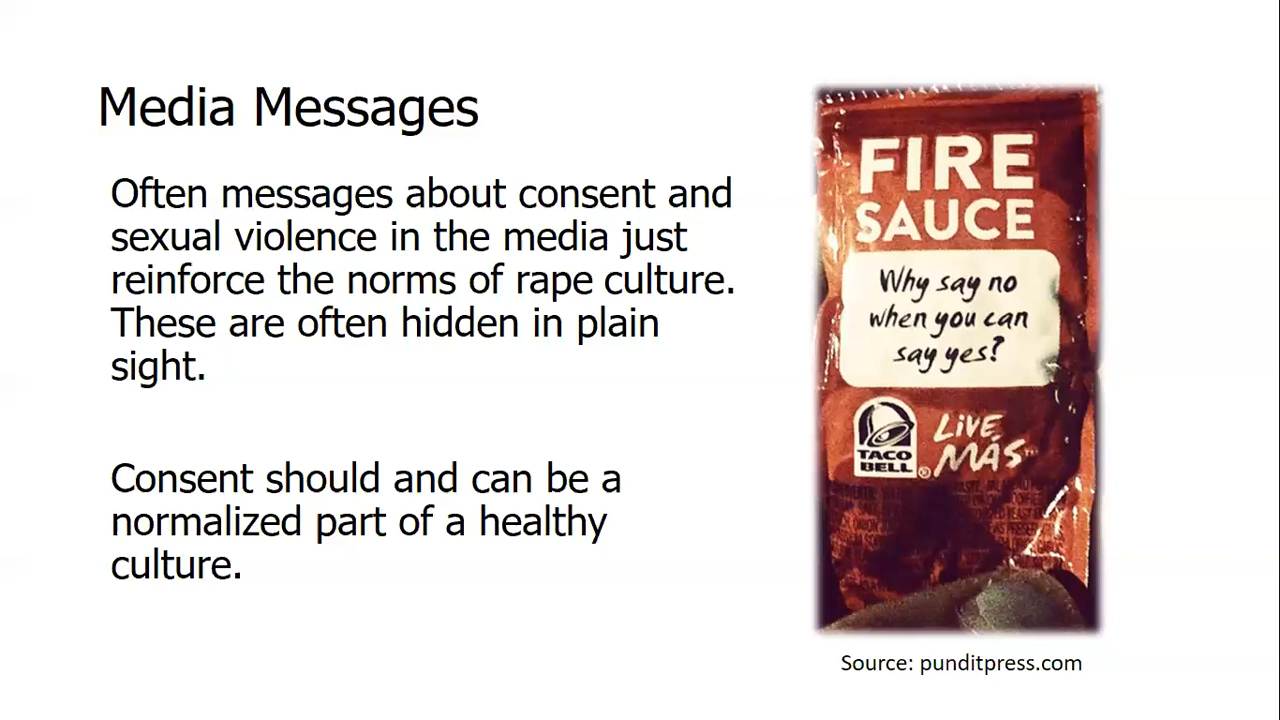 Media Messages
Often messages about consent and
sexual violence in the media just
reinforce the norms of rape culture.
These are often hidden in plain
sight.
Consent should and can be a
normalized part of a healthy
culture.
FIRE
SAUCE
Why say no
when you can
say yes?
TACO
BELL®
LIVE
MÁS™
Source: punditpress.com